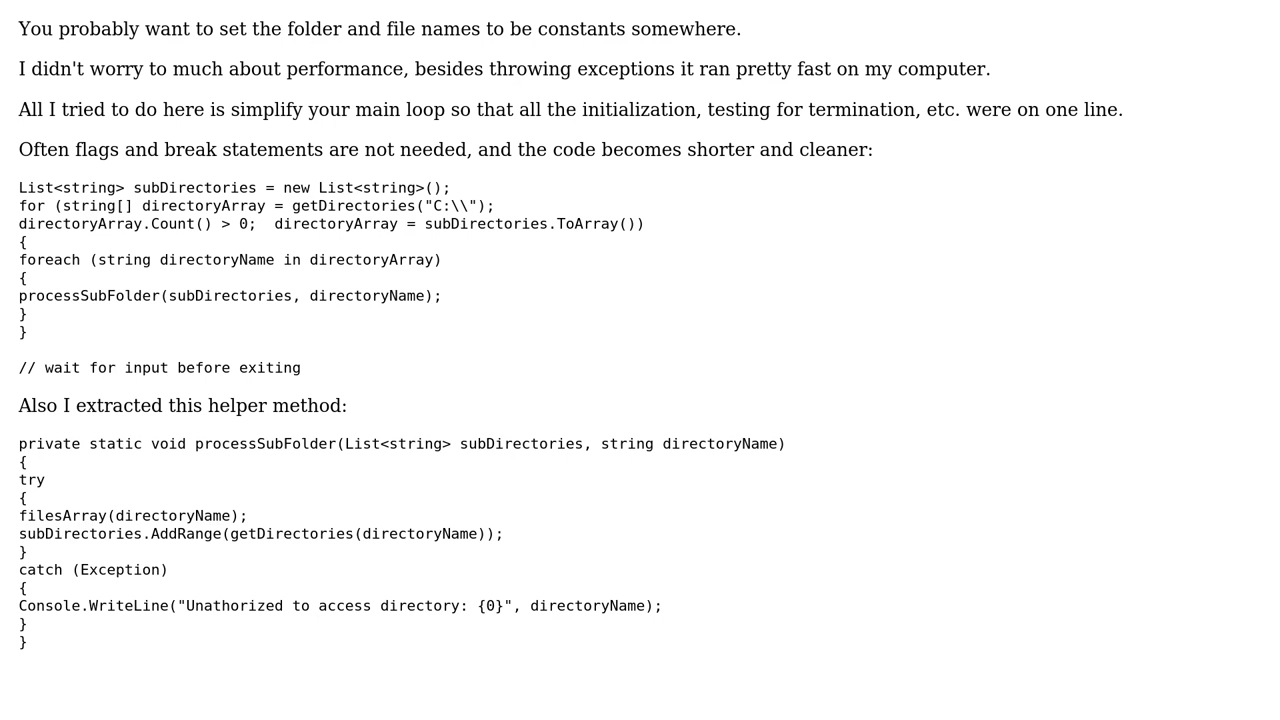 You probably want to set the folder and file names to be constants somewhere.
I didn't worry to much about performance, besides throwing exceptions it ran pretty fast on my computer.
All I tried to do here is simplify your main loop so that all the initialization, testing for termination, etc. were on one line.
Often flags and break statements are not needed, and the code becomes shorter and cleaner:
List<string> subDirectories = new List<string>();
for (string[] directoryArray = getDirectories("C:\\");
directoryArray.Count() > 0;  directoryArray = subDirectories.ToArray())
{
foreach (string directoryName in directoryArray)
{
processSubFolder(subDirectories, directoryName);
}
}
// wait for input before exiting
Also I extracted this helper method:
private static void processSubFolder(List<string> subDirectories, string directoryName)
{
try
{
filesArray(directoryName);
subDirectories.AddRange(getDirectories(directoryName));
}
catch (Exception)
{
Console.WriteLine("Unathorized to access directory: {0}", directoryName);
}
}